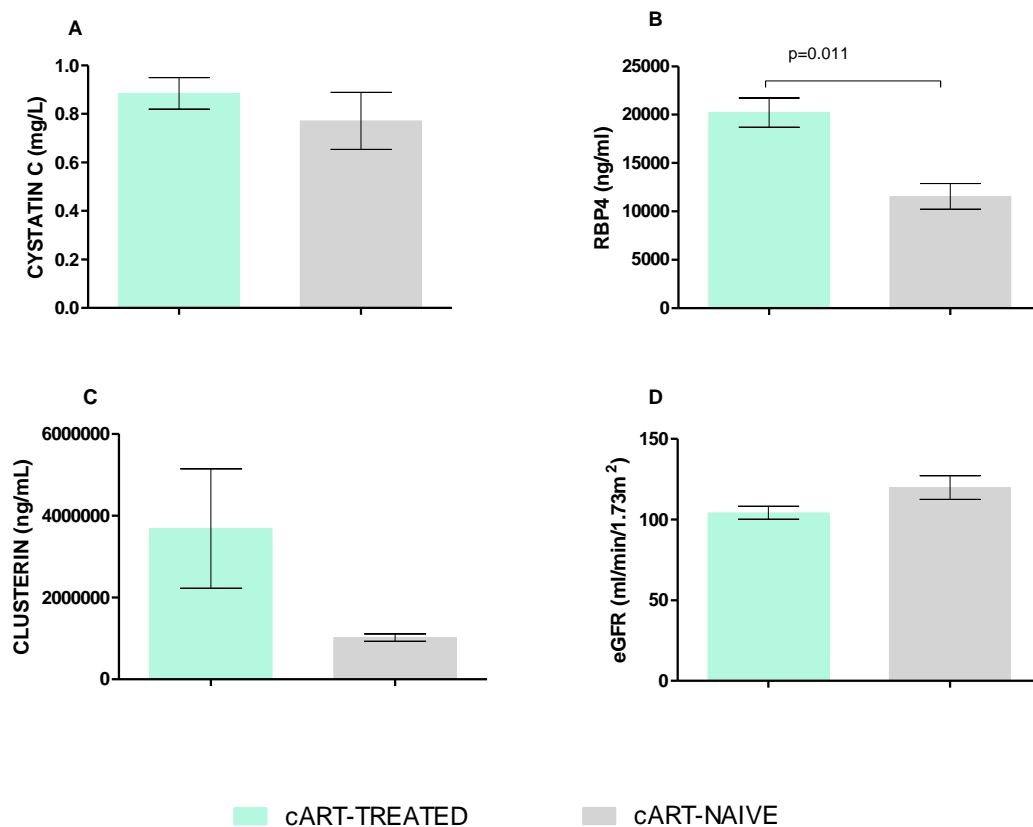 A
CYSTATIN C (mg/L)
1.0
0.8
0.6
0.4
0.2
0.0
B
p=0.011
RBP4 (ng/ml)
25000
20000
15000
10000
5000
0
C
CLUSTERIN (ng/mL)
6000000
4000000
2000000
0
D
eGFR (ml/min/1.73m²)
150
100
50
0
cART-TREATED
cART-NAIVE